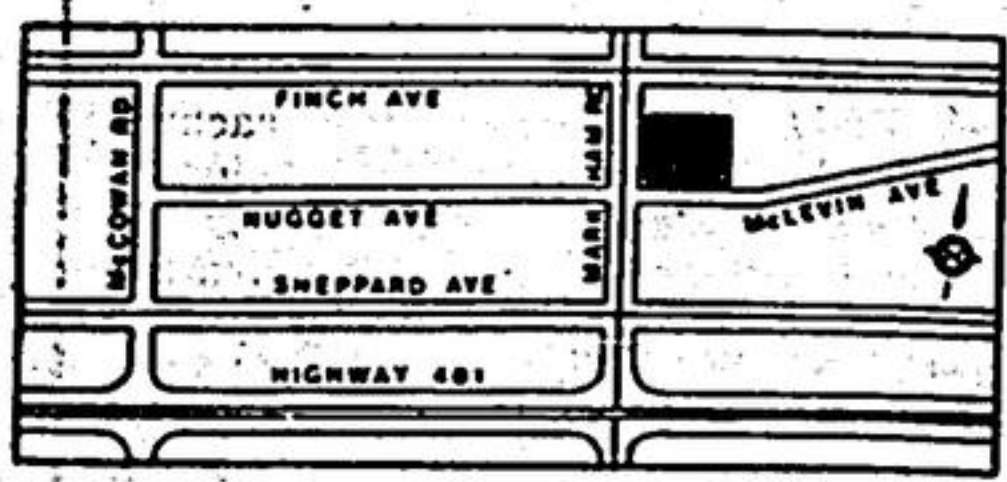 FINCH AVE
McCOWAN RD
MARKHAM RD
NUGGET AVE
McLEVIN AVE
SHEPPARD AVE
HIGHWAY 401